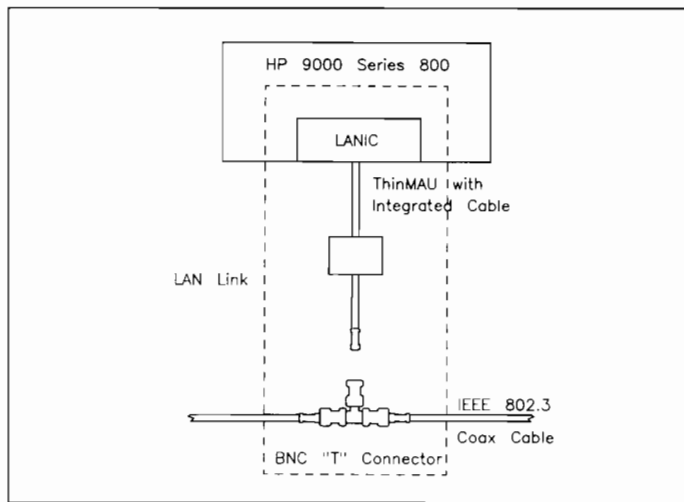 HP 9000 Series 800
LANIC
ThinMAU with
Integrated Cable
LAN Link
IEEE 802.3
Coax Cable
BNC "T" Connector